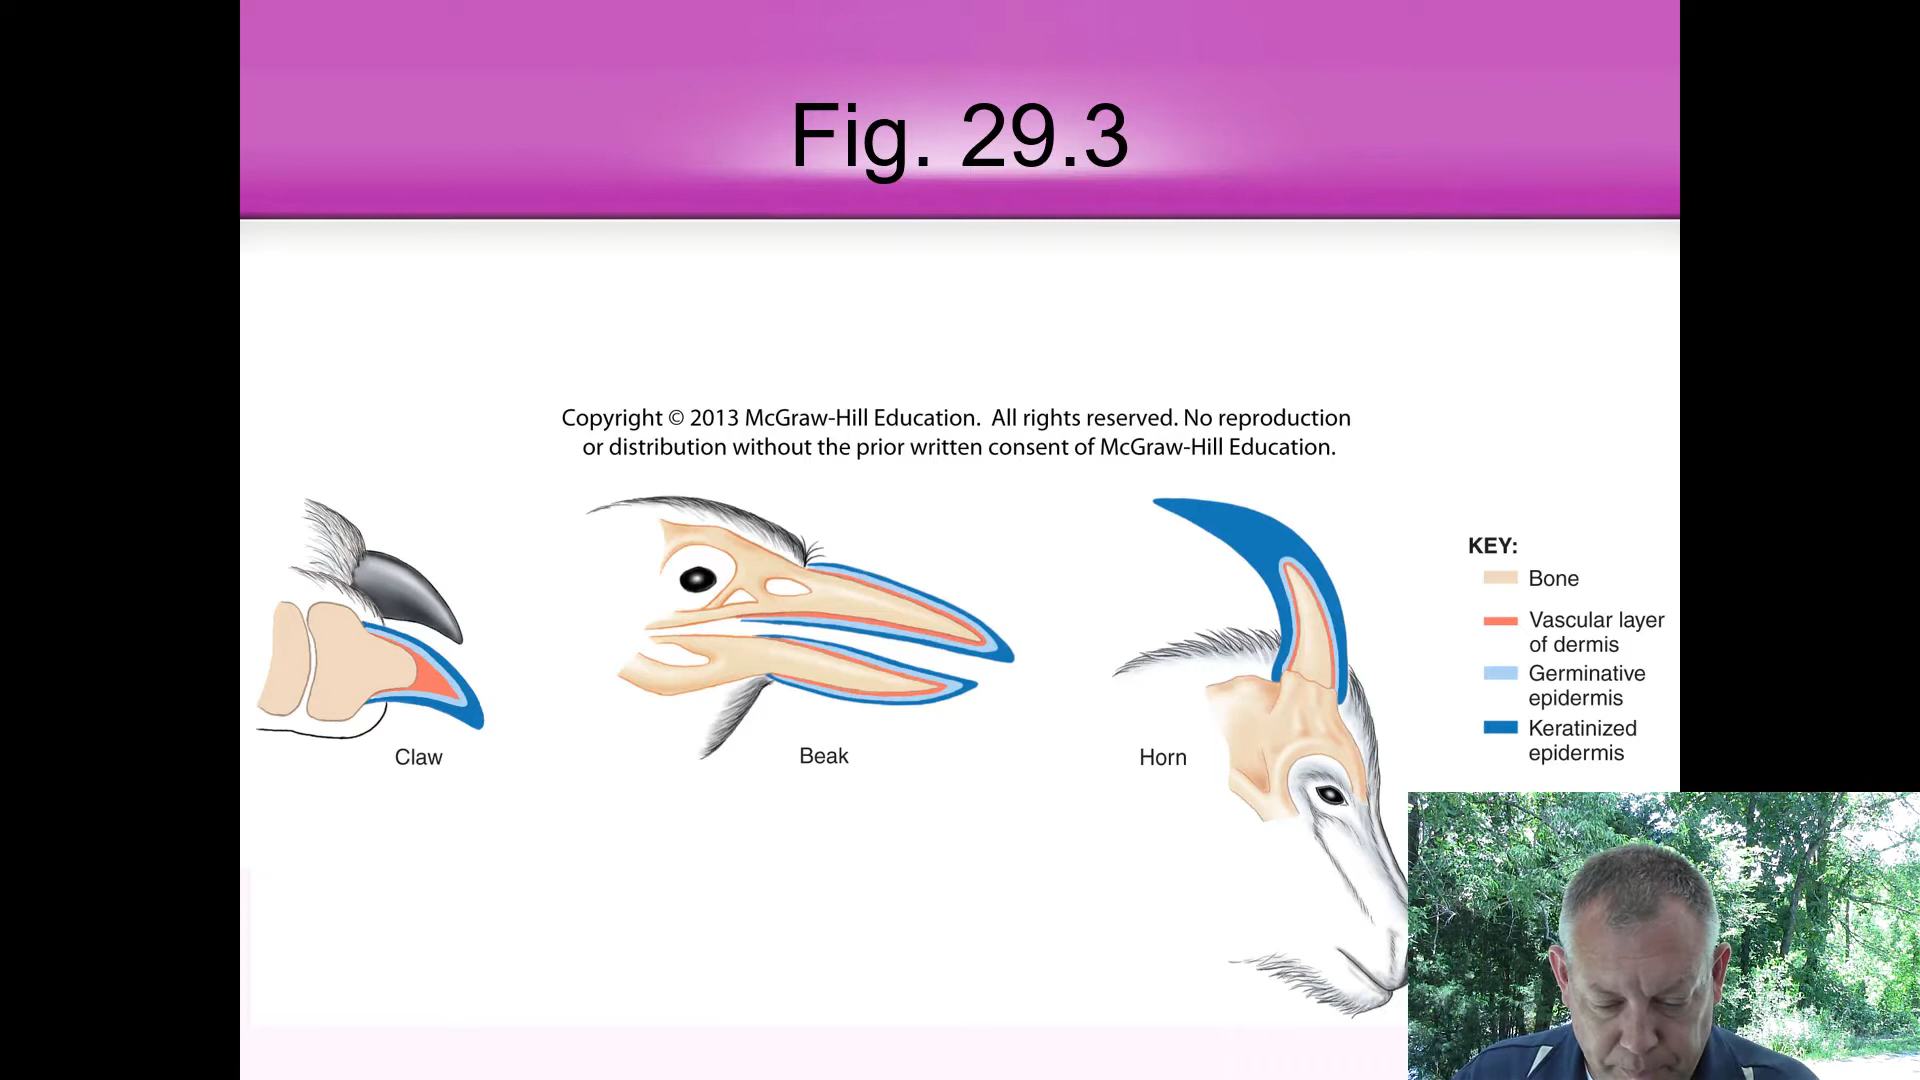 Fig. 29.3
Copyright © 2013 McGraw-Hill Education.  All rights reserved. No reproduction
or distribution without the prior written consent of McGraw-Hill Education.
Claw
Beak
Horn
KEY:
Bone
Vascular layer
of dermis
Germinative
epidermis
Keratinized
epidermis